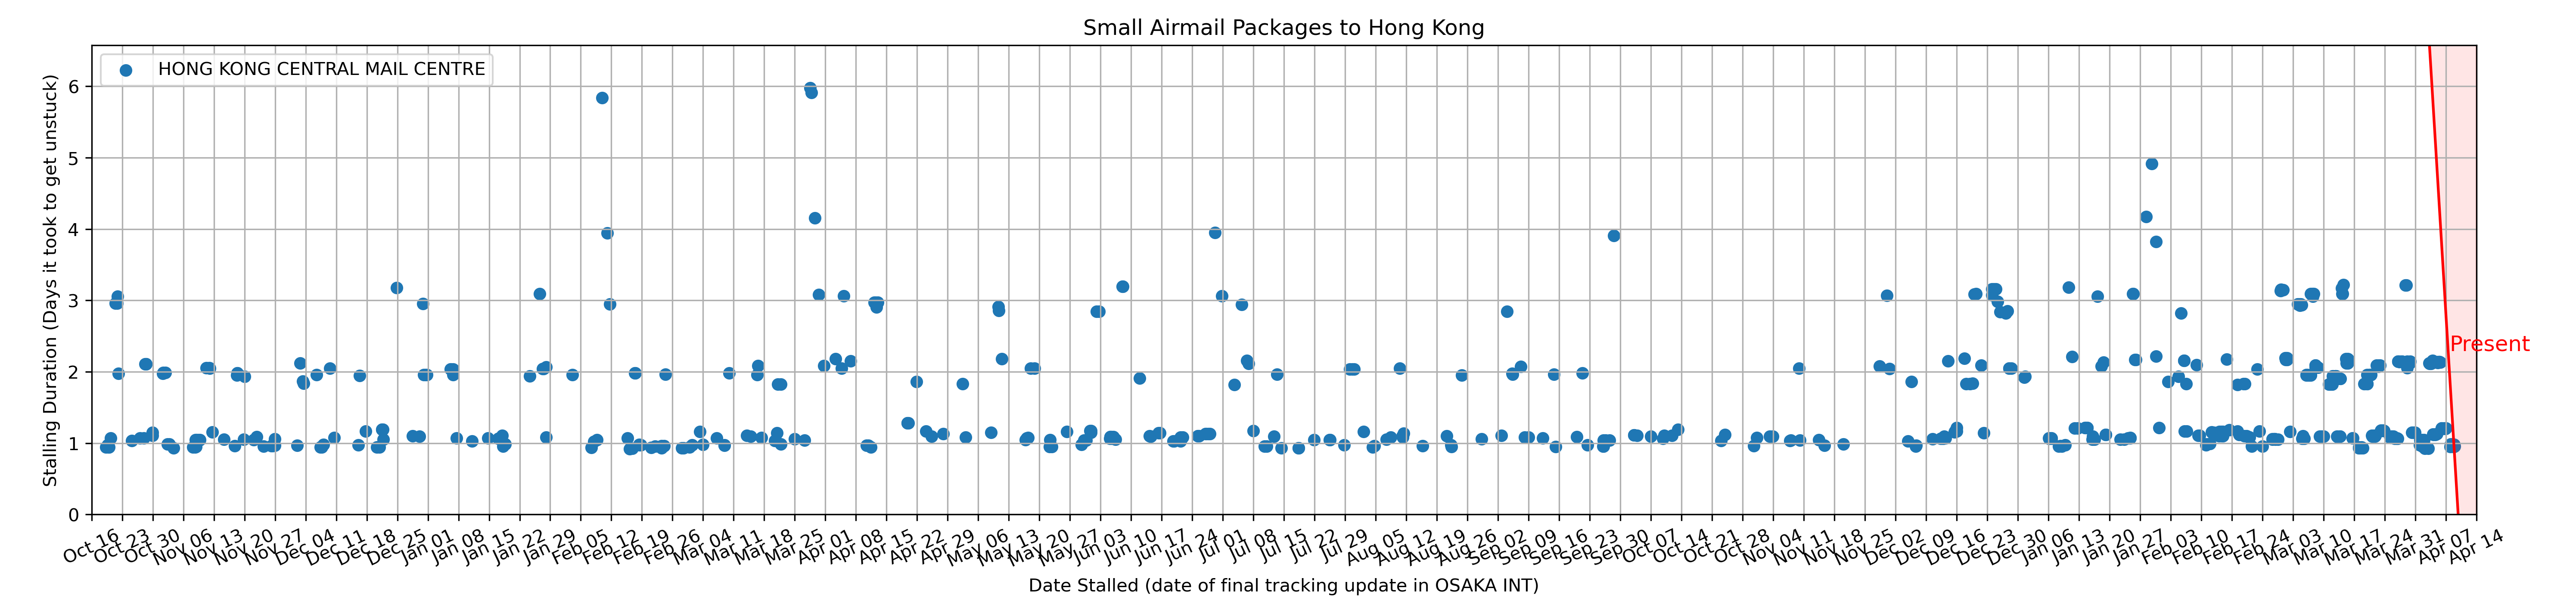 Small Airmail Packages to Hong Kong
HONG KONG CENTRAL MAIL CENTRE
Stalling Duration (Days it took to get unstuck)
6
5
4
3
2
1
0
Present
Oct 16 Oct 23 Oct 30 Nov 06 Nov 13 Nov 20 Nov 27 Dec 04 Dec 11 Dec 18 Dec 25 Jan 01 Jan 08 Jan 15 Jan 22 Jan 29 Feb 05 Feb 12 Feb 19 Feb 26 Mar 04 Mar 11 Mar 18 Mar 25 Apr 01 Apr 08 Apr 15 Apr 22 Apr 29 May 06 May 13 May 20 May 27 Jun 03 Jun 10 Jun 17 Jun 24 Jul 01 Jul 08 Jul 15 Jul 22 Jul 29 Aug 05 Aug 12 Aug 19 Aug 26 Sep 02 Sep 09 Sep 16 Sep 23 Sep 30 Oct 07 Oct 14 Oct 21 Oct 28 Nov 04 Nov 11 Nov 18 Nov 25 Dec 02 Dec 09 Dec 16 Dec 23 Dec 30 Jan 06 Jan 13 Jan 20 Jan 27 Feb 03 Feb 10 Feb 17 Feb 24 Mar 03 Mar 10 Mar 17 Mar 24 Mar 31 Apr 07 Apr 14
Date Stalled (date of final tracking update in OSAKA INT)